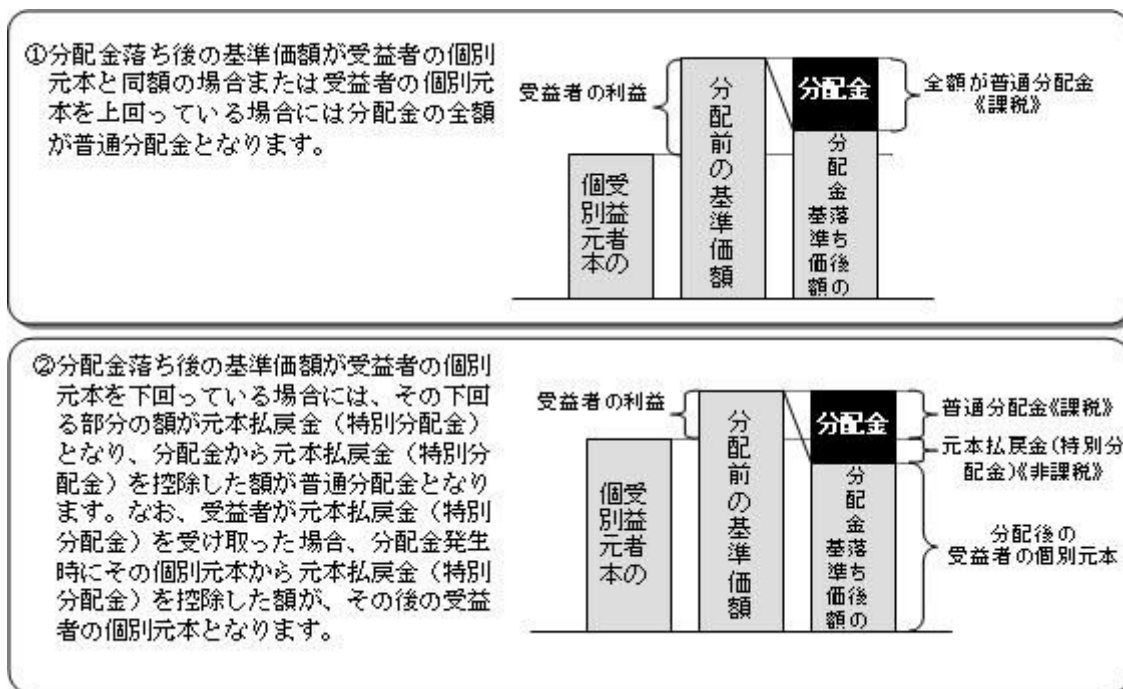 ①分配金落ち後の基準価額が受益者の個別
元本と同額の場合または受益者の個別元
本を上回っている場合には分配金の全額
が普通分配金となります。
受益者の利益
受益者の
個別元本
分配前の基準価額
分配金
分配金落ち後の
基準価額
全額が普通分配金
《課税》
②分配金落ち後の基準価額が受益者の個別
元本を下回っている場合には、その下回
る部分の額が元本払戻金（特別分配金）
となり、分配金から元本払戻金（特別分
配金）を控除した額が普通分配金となり
ます。なお、受益者が元本払戻金（特別
分配金）を受け取った場合、分配金発生
時にその個別元本から元本払戻金（特別
分配金）を控除した額が、その後の受益
者の個別元本となります。
受益者の利益
受益者の
個別元本
分配前の基準価額
分配金
分配金落ち後の
基準価額
普通分配金《課税》
元本払戻金(特別分
配金)《非課税》
分配後の
受益者の個別元本